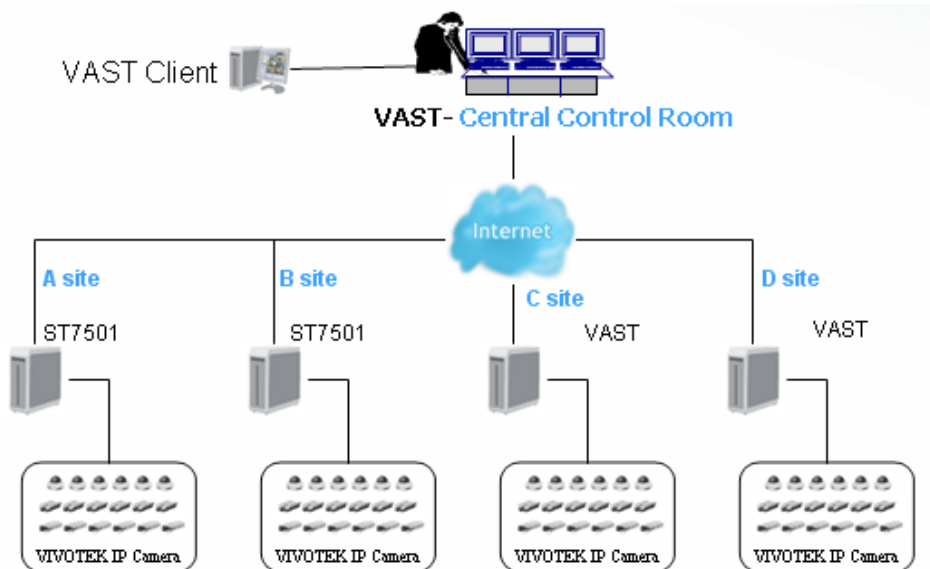 VAST Client
VAST- Central Control Room
Internet
A site
B site
C site
D site
ST7501
ST7501
VAST
VAST
VIVOTEK IP Camera
VIVOTEK IP Camera
VIVOTEK IP Camera
VIVOTEK IP Camera